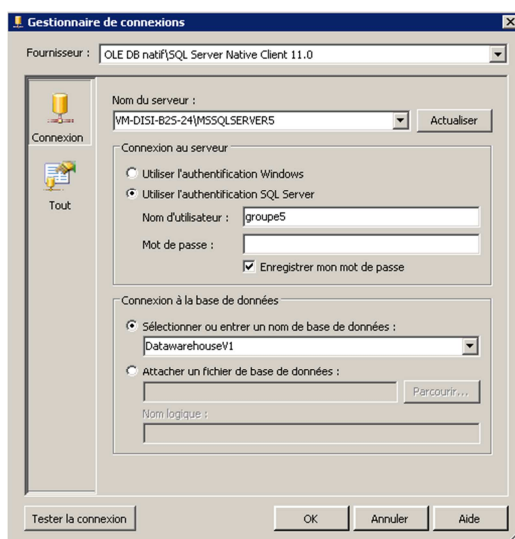 Gestionnaire de connexions
Fournisseur : OLE DB natif\SQL Server Native Client 11.0
Connexion
Tout
Nom du serveur :
VM-DISI-B2S-24\MSSQLSERVER5 Actualiser
Connexion au serveur
Utiliser l'authentification Windows
Utiliser l'authentification SQL Server
Nom d'utilisateur : groupe5
Mot de passe :
Enregistrer mon mot de passe
Connexion à la base de données
Sélectionner ou entrer un nom de base de données :
DatawarehouseV1
Attacher un fichier de base de données :
Parcourir...
Nom logique :
Tester la connexion OK Annuler Aide